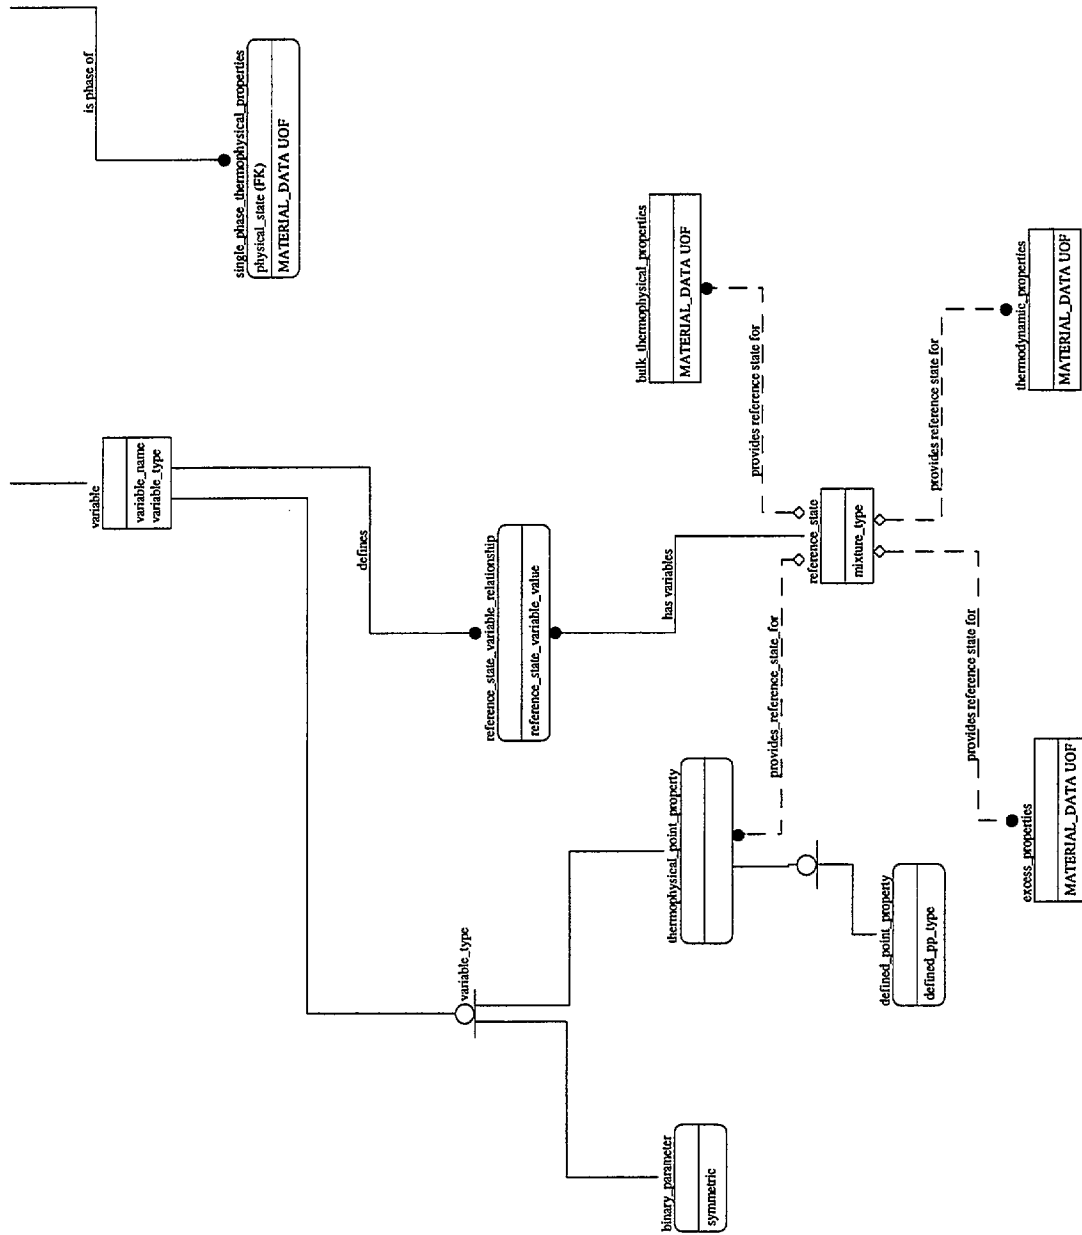 is phase of
single_phase_thermophysical_properties
physical_state (FK)
MATERIAL_DATA UOF
variable
variable_name
variable_type
defines
reference_state_variable_relationship
reference_state_variable_value
has variables
bulk_thermophysical_properties
MATERIAL_DATA UOF
provides reference state for
reference_state
mixture_type
provides reference state for
thermodynamic_properties
MATERIAL_DATA UOF
provides_reference_state_for
provides reference state for
excess_properties
MATERIAL_DATA UOF
variable_type
thermophysical_point_property
defined_point_property
defined_pp_type
binary_parameter
symmetric